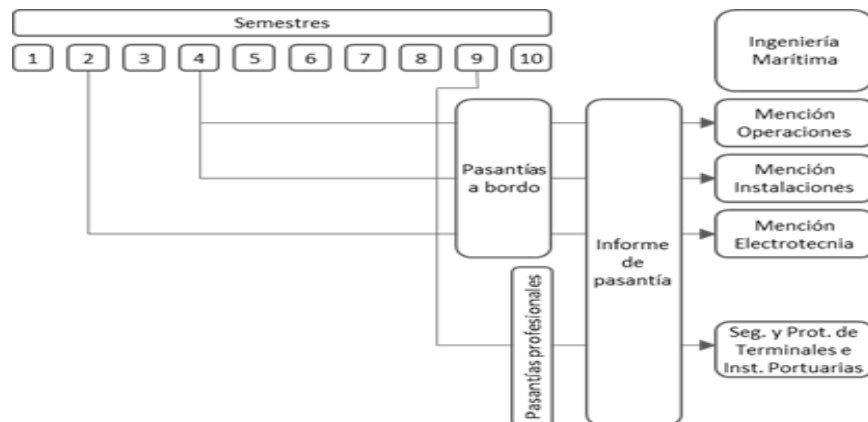 Semestres
1 2 3 4 5 6 7 8 9 10
Ingeniería
Marítima
Mención
Operaciones
Pasantías
a bordo
Mención
Instalaciones
Mención
Electrotecnia
Informe
de
pasantía
Pasantías profesionales
Seg. y Prot. de
Terminales e
Inst. Portuarias